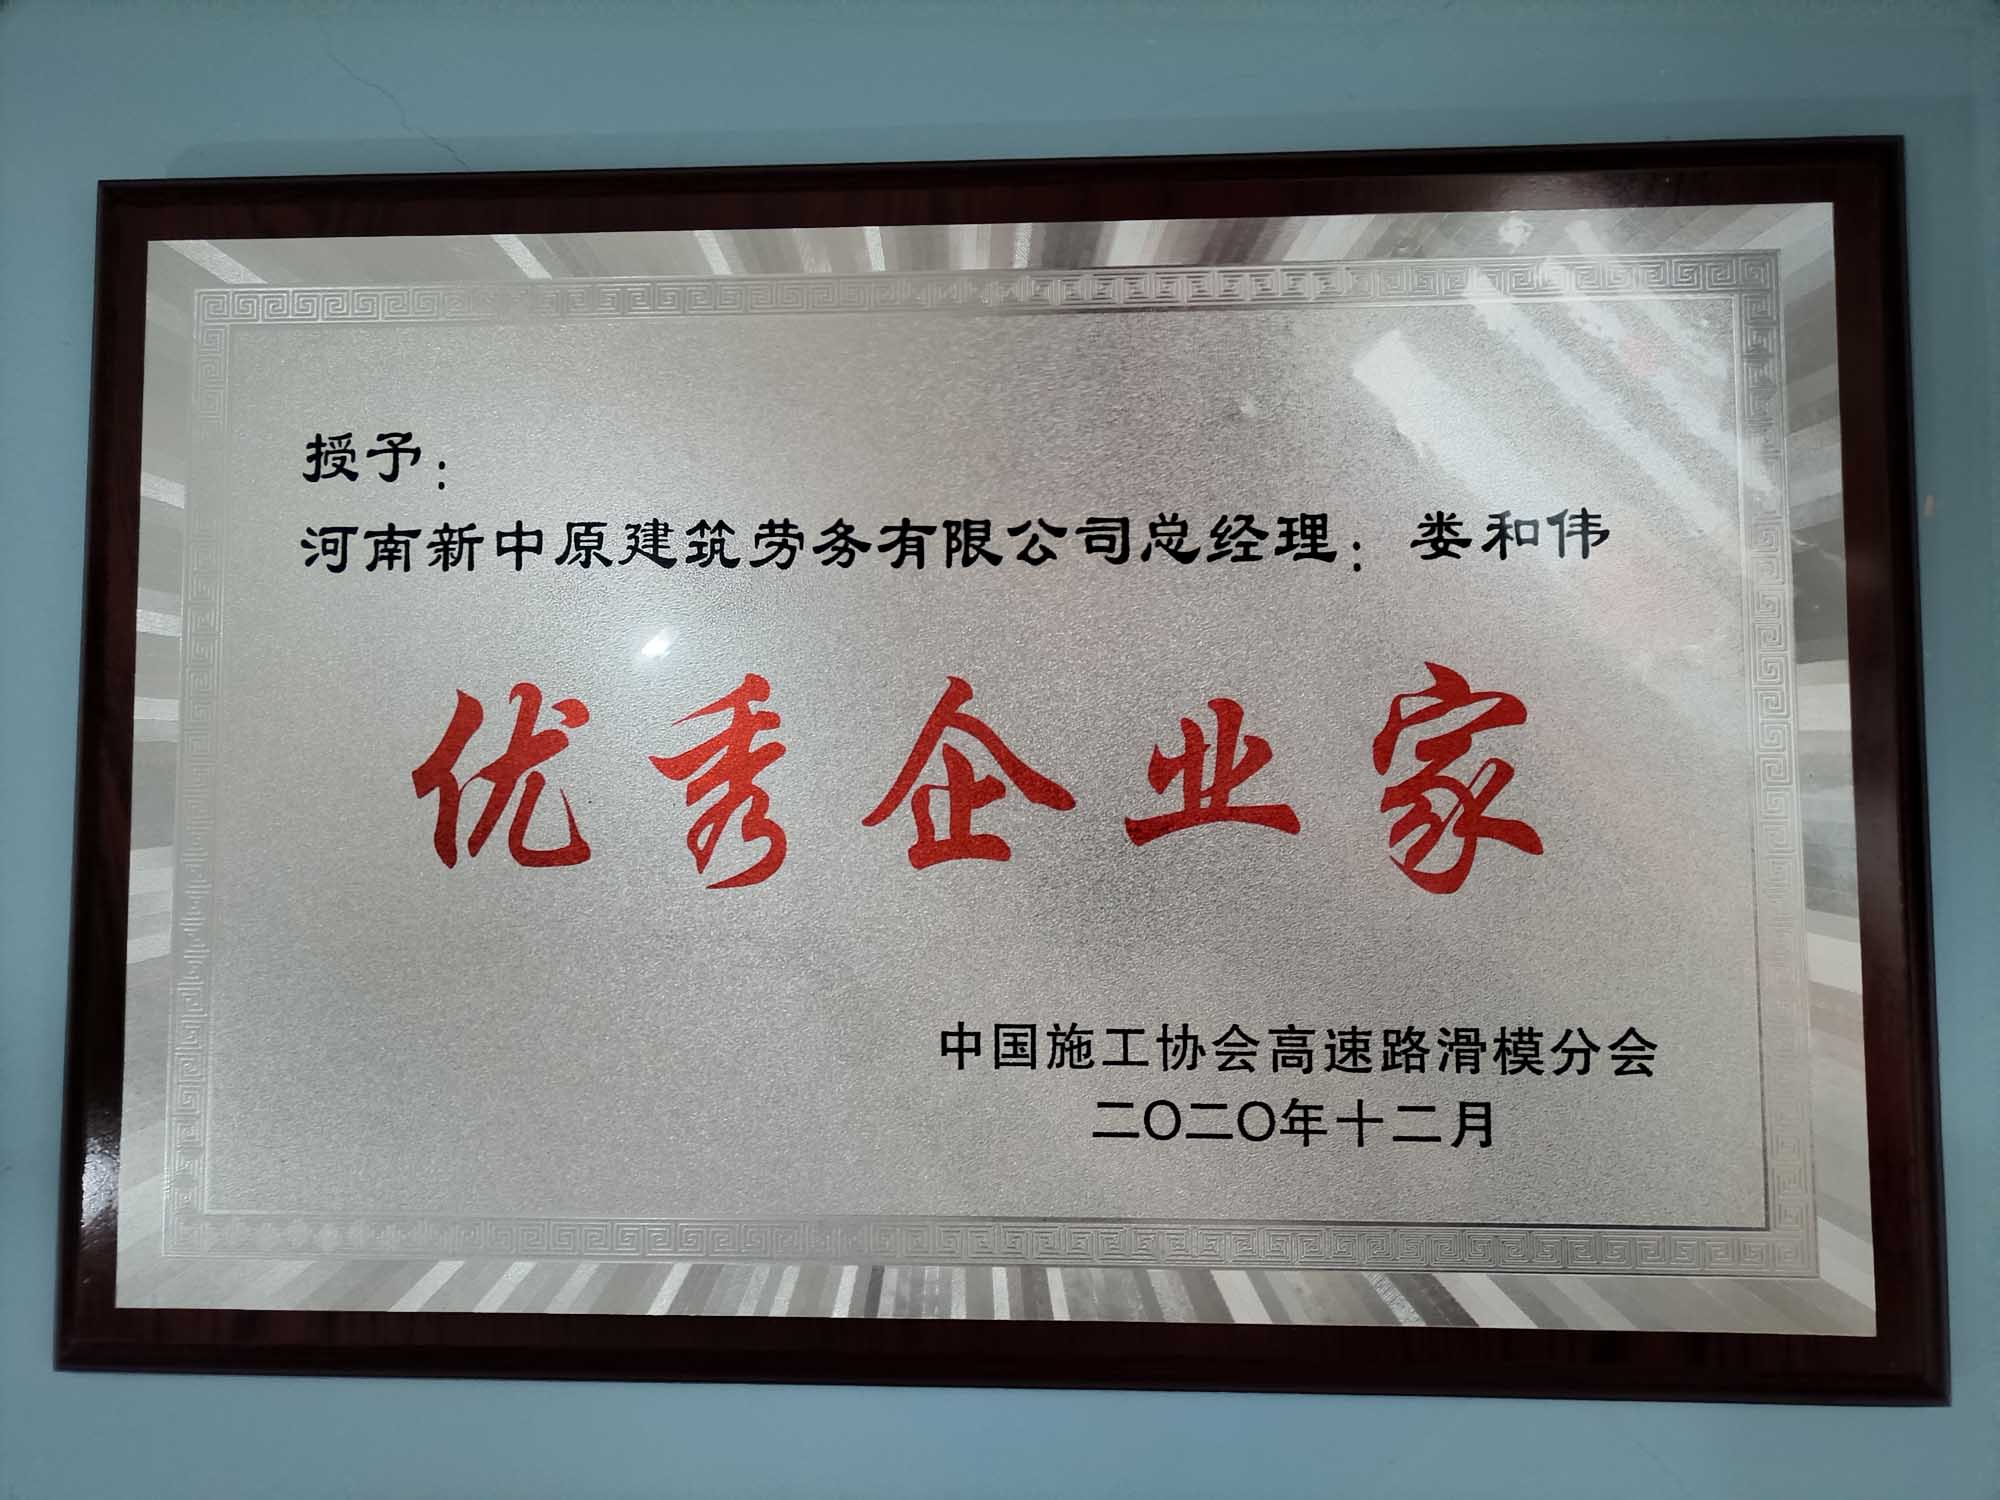 授予：
河南新中原建筑劳务有限公司总经理：娄和伟
优秀企业家
中国施工协会高速路滑模分会
二〇二〇年十二月